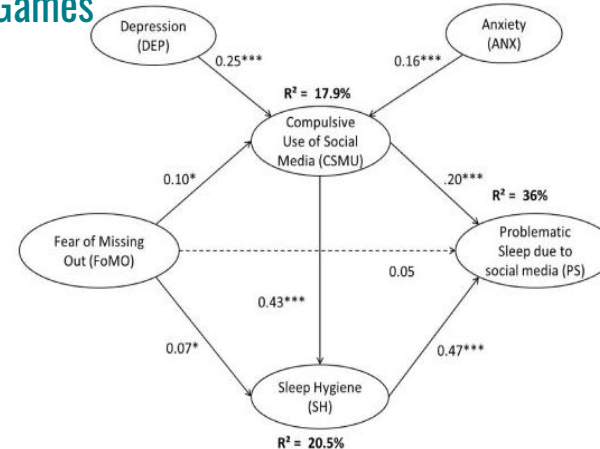 Games
Depression
(DEP)
Anxiety
(ANX)
0.25***
0.16***
R² = 17.9%
Compulsive
Use of Social
Media (CSMU)
0.10*
.20***
R² = 36%
Fear of Missing
Out (FoMO)
Problematic
Sleep due to
social media (PS)
0.05
0.43***
0.07*
0.47***
Sleep Hygiene
(SH)
R² = 20.5%